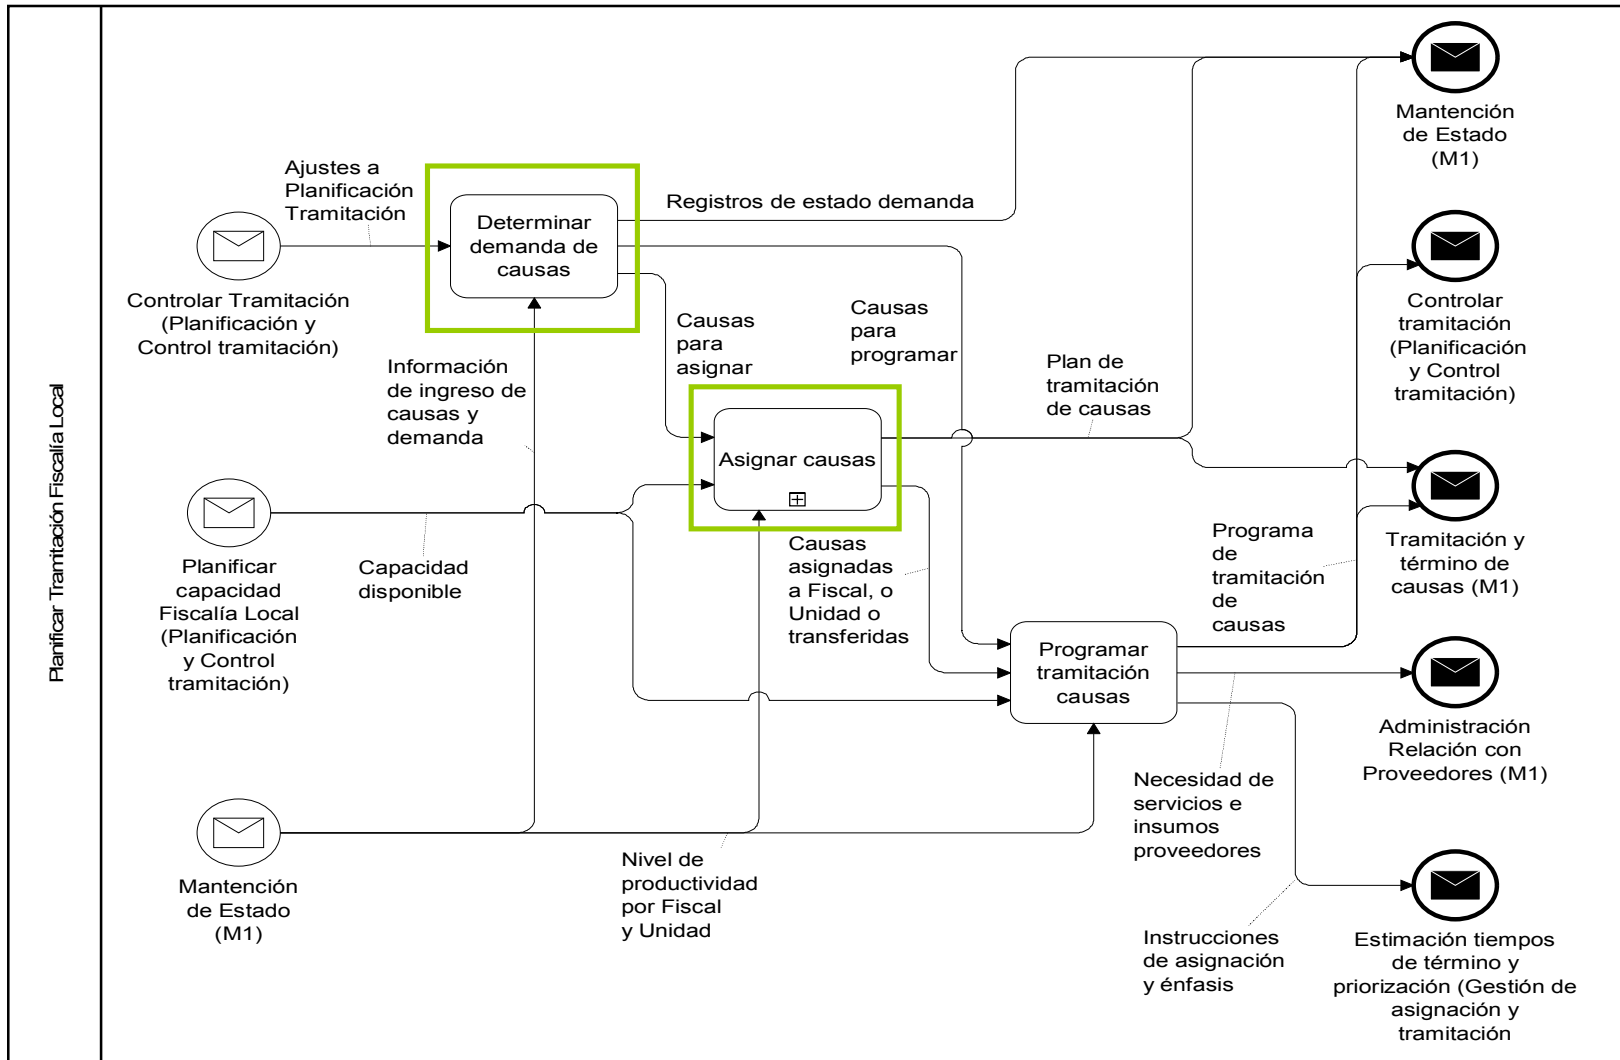 Planificar Tramitación Fiscalía Local
Ajustes a
Planificación
Tramitación
Controlar Tramitación
(Planificación y
Control tramitación)
Determinar
demanda de
causas
Registros de estado demanda
Mantención
de Estado
(M1)
Información
de ingreso de
causas y
demanda
Causas
para
asignar
Causas
para
programar
Controlar
tramitación
(Planificación
y Control
tramitación)
Plan de
tramitación
de causas
Asignar causas
Planificar
capacidad
Fiscalía Local
(Planificación
y Control
tramitación)
Capacidad
disponible
Causas
asignadas
a Fiscal, o
Unidad o
transferidas
Programa
de
tramitación
de
causas
Tramitación y
término de
causas (M1)
Programar
tramitación
causas
Administración
Relación con
Proveedores (M1)
Necesidad de
servicios e
insumos
proveedores
Mantención
de Estado
(M1)
Nivel de
productividad
por Fiscal
y Unidad
Instrucciones
de asignación
y énfasis
Estimación tiempos
de término y
priorización (Gestión de
asignación y
tramitación